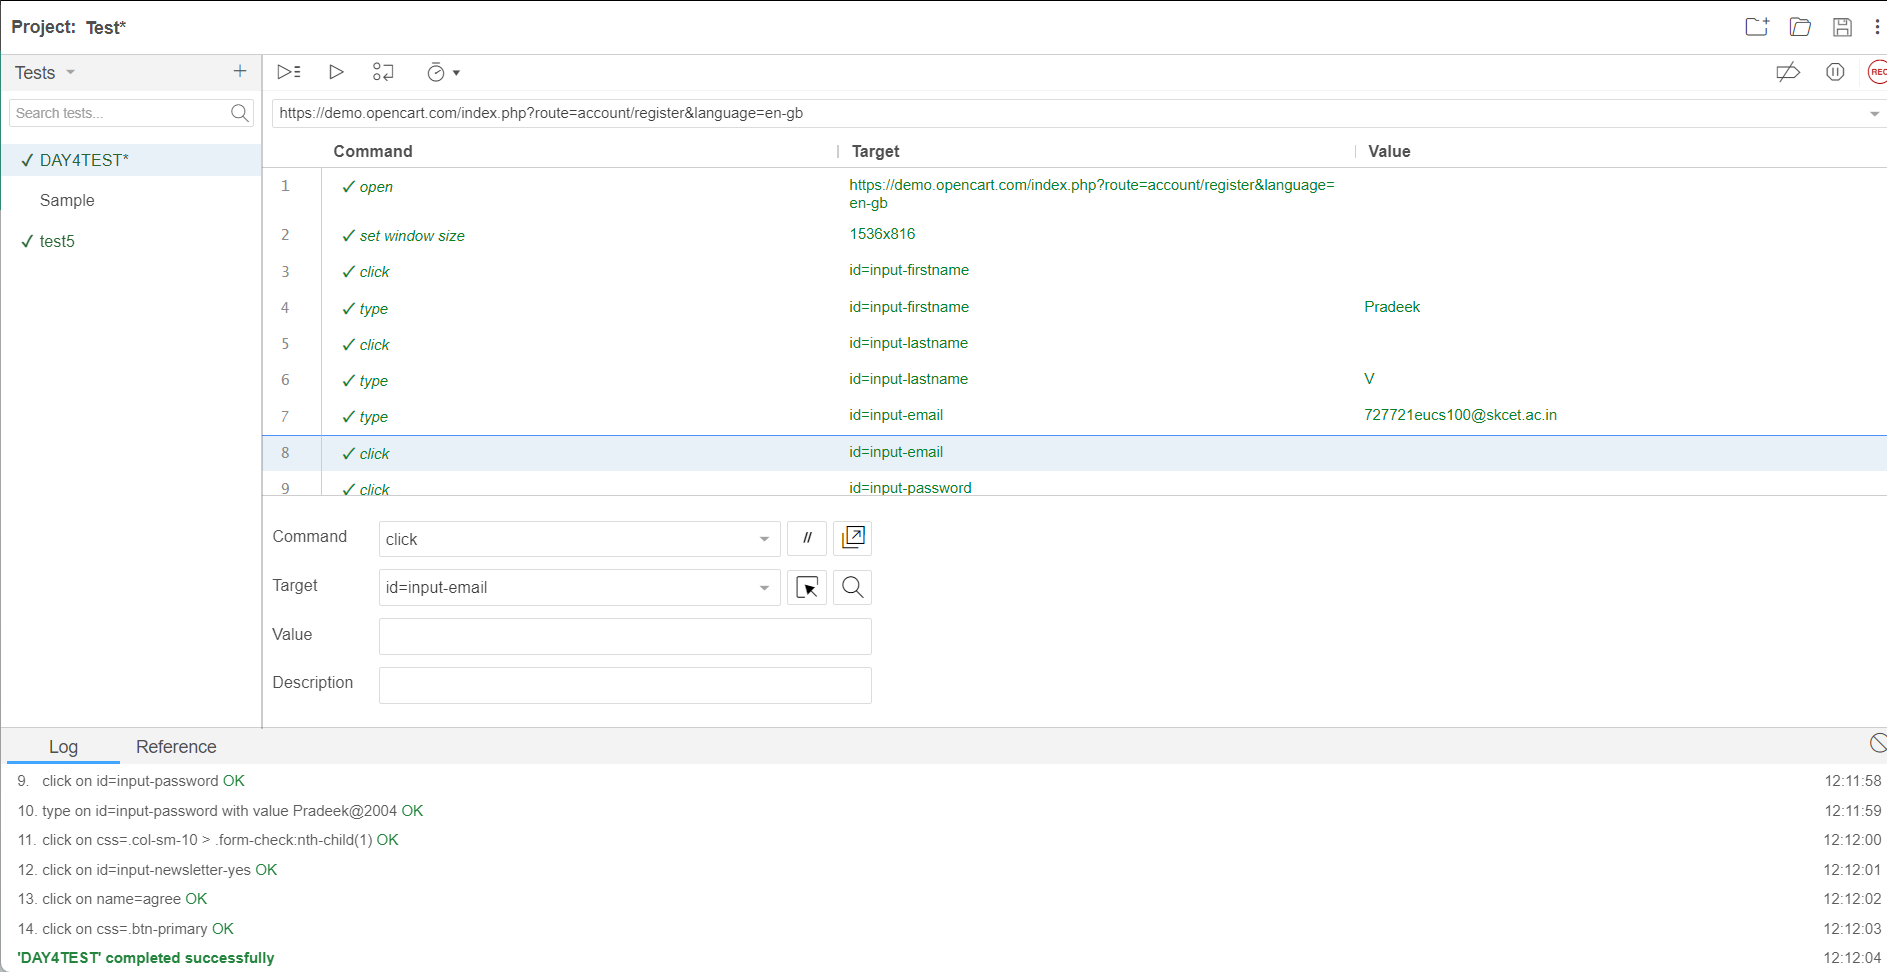 Project: Test*
Tests
Search tests...
DAY4TEST*
Sample
test5
REC
https://demo.opencart.com/index.php?route=account/register&language=en-gb
Command Target Value
1 open https://demo.opencart.com/index.php?route=account/register&language=
en-gb
2 set window size 1536x816
3 click id=input-firstname
4 type id=input-firstname Pradeek
5 click id=input-lastname
6 type id=input-lastname V
7 type id=input-email 727721eucs100@skcet.ac.in
8 click id=input-email
9 click id=input-password
Command click //
Target id=input-email
Value
Description
Log Reference
9. click on id=input-password OK 12:11:58
10. type on id=input-password with value Pradeek@2004 OK 12:11:59
11. click on css=.col-sm-10 > .form-check:nth-child(1) OK 12:12:00
12. click on id=input-newsletter-yes OK 12:12:01
13. click on name=agree OK 12:12:02
14. click on css=.btn-primary OK 12:12:03
'DAY4TEST' completed successfully 12:12:04